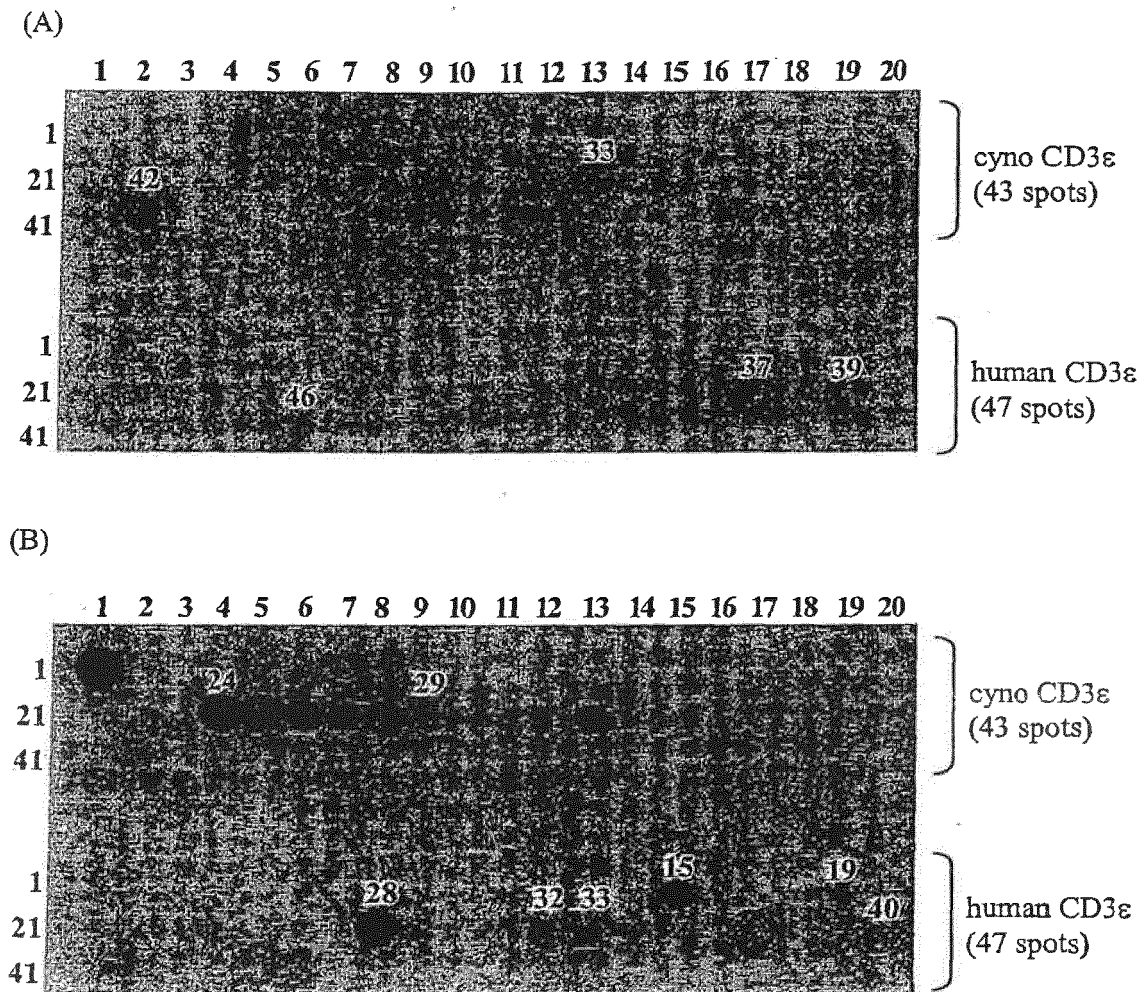 (A)
1 2 3 4 5 6 7 8 9 10 11 12 13 14 15 16 17 18 19 20
1
33
cyno CD3ε
21
42
(43 spots)
41
1
37 39
human CD3ε
21
46
(47 spots)
41
(B)
1 2 3 4 5 6 7 8 9 10 11 12 13 14 15 16 17 18 19 20
1
24 29
cyno CD3ε
21
(43 spots)
41
1
15 19
28 32 33
40
human CD3ε
21
(47 spots)
41